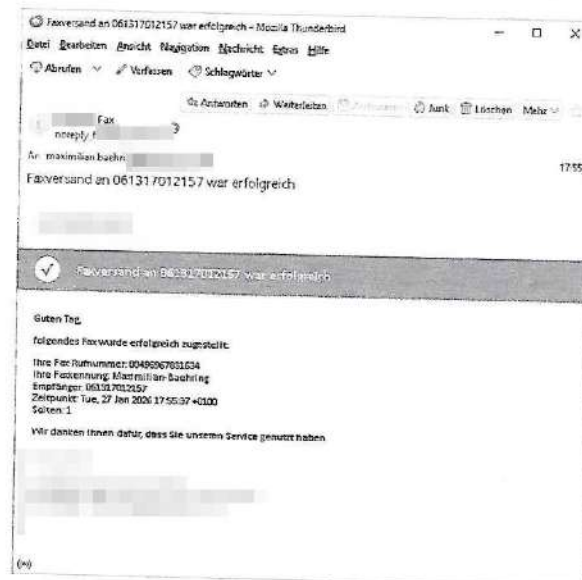 Faxversand an 061317012157 war erfolgreich – Mozilla Thunderbird
Datei Bearbeiten Ansicht Navigation Nachricht Extras Hilfe
Abrufen Verfassen Schlagwörter
Antworten Weiterleiten Junk Löschen Mehr
Fax
noreply
An maximilian.baehr
17:55
Faxversand an 061317012157 war erfolgreich
Faxversand an 061317012157 war erfolgreich
Guten Tag,
folgendes Fax wurde erfolgreich zugestellt:
Ihre Fax Rufnummer:
Ihre Faxkennung: Maximilian-Baehring
Empfänger: 061317012157
Zeitpunkt: Tue, 27 Jan 2026 17:55:37 +0100
Seiten: 1
Wir danken Ihnen dafür, dass Sie unseren Service genutzt haben